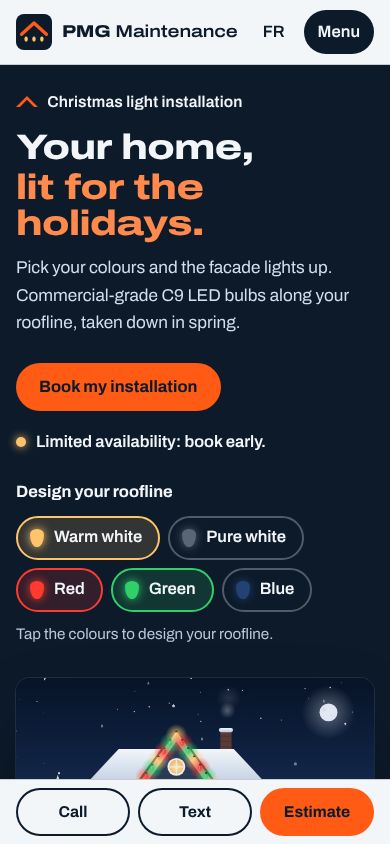 PMG Maintenance
FR
Menu
Christmas light installation
Your home,
lit for the
holidays.
Pick your colours and the facade lights up.
Commercial-grade C9 LED bulbs along your
roofline, taken down in spring.
Book my installation
Limited availability: book early.
Design your roofline
Warm white
Pure white
Red
Green
Blue
Tap the colours to design your roofline.
Call
Text
Estimate